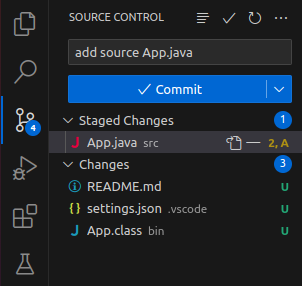 SOURCE CONTROL
add source App.java
Commit
4
Staged Changes 1
J App.java src 2, A
Changes 3
README.md U
{ } settings.json .vscode U
J App.class bin U